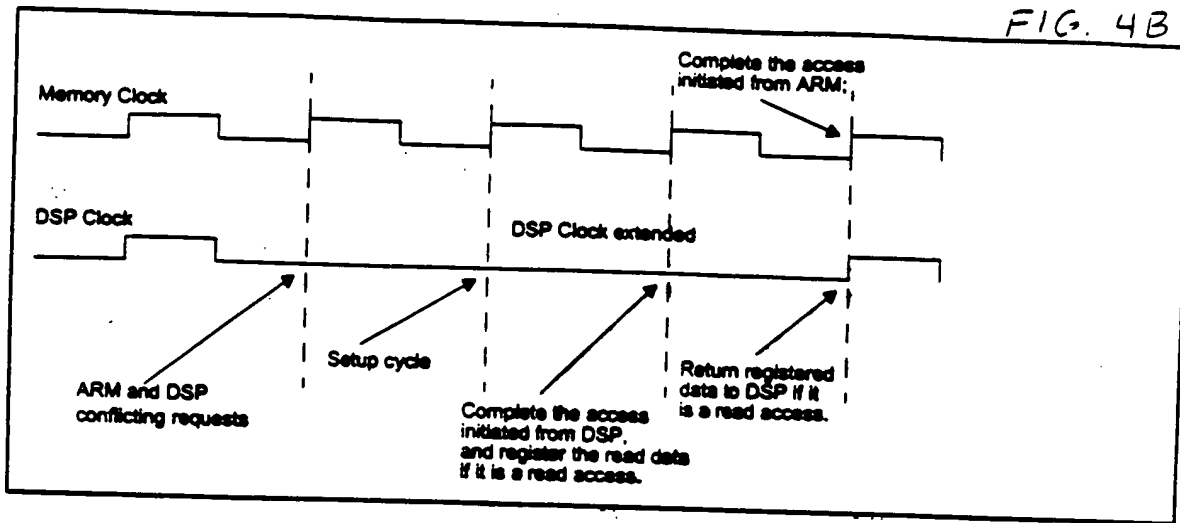 FIG. 4B
Complete the access
initiated from ARM;
Memory Clock
DSP Clock
DSP Clock extended
ARM and DSP
conflicting requests
Setup cycle
Complete the access
initiated from DSP,
and register the read data
if it is a read access.
Return registered
data to DSP if it
is a read access.